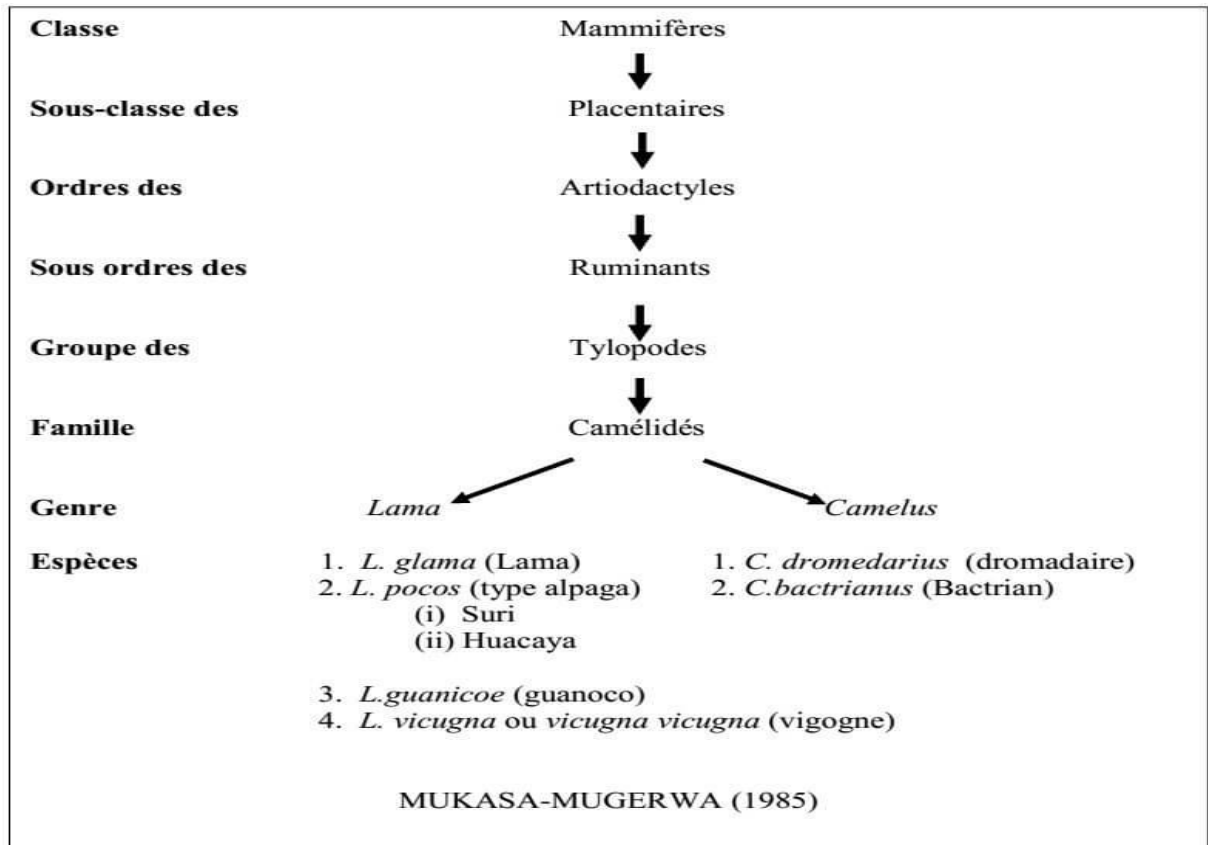 Classe Mammifères
Sous-classe des Placentaires
Ordres des Artiodactyles
Sous ordres des Ruminants
Groupe des Tylopodes
Famille Camélidés
Genre Lama Camelus
Espèces 1. L. glama (Lama) 1. C. dromedarius (dromadaire)
2. L. pocos (type alpaga) 2. C.bactrianus (Bactrian)
(i) Suri
(ii) Huacaya
3. L.guanicoe (guanoco)
4. L. vicugna ou vicugna vicugna (vigogne)
MUKASA-MUGERWA (1985)